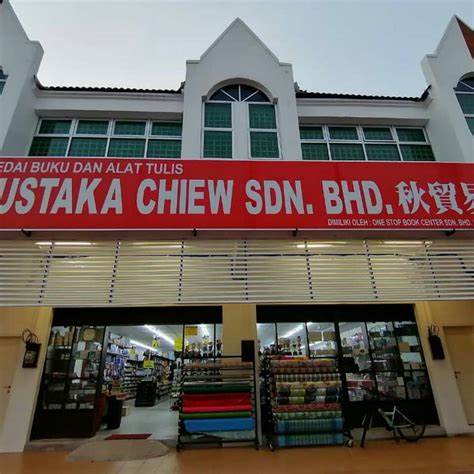 EDAI BUKU DAN ALAT TULIS
USTAKA CHIEW SDN. BHD. 秋貿易
DIMILIKI OLEH : ONE STOP BOOK CENTER SDN. BHD.